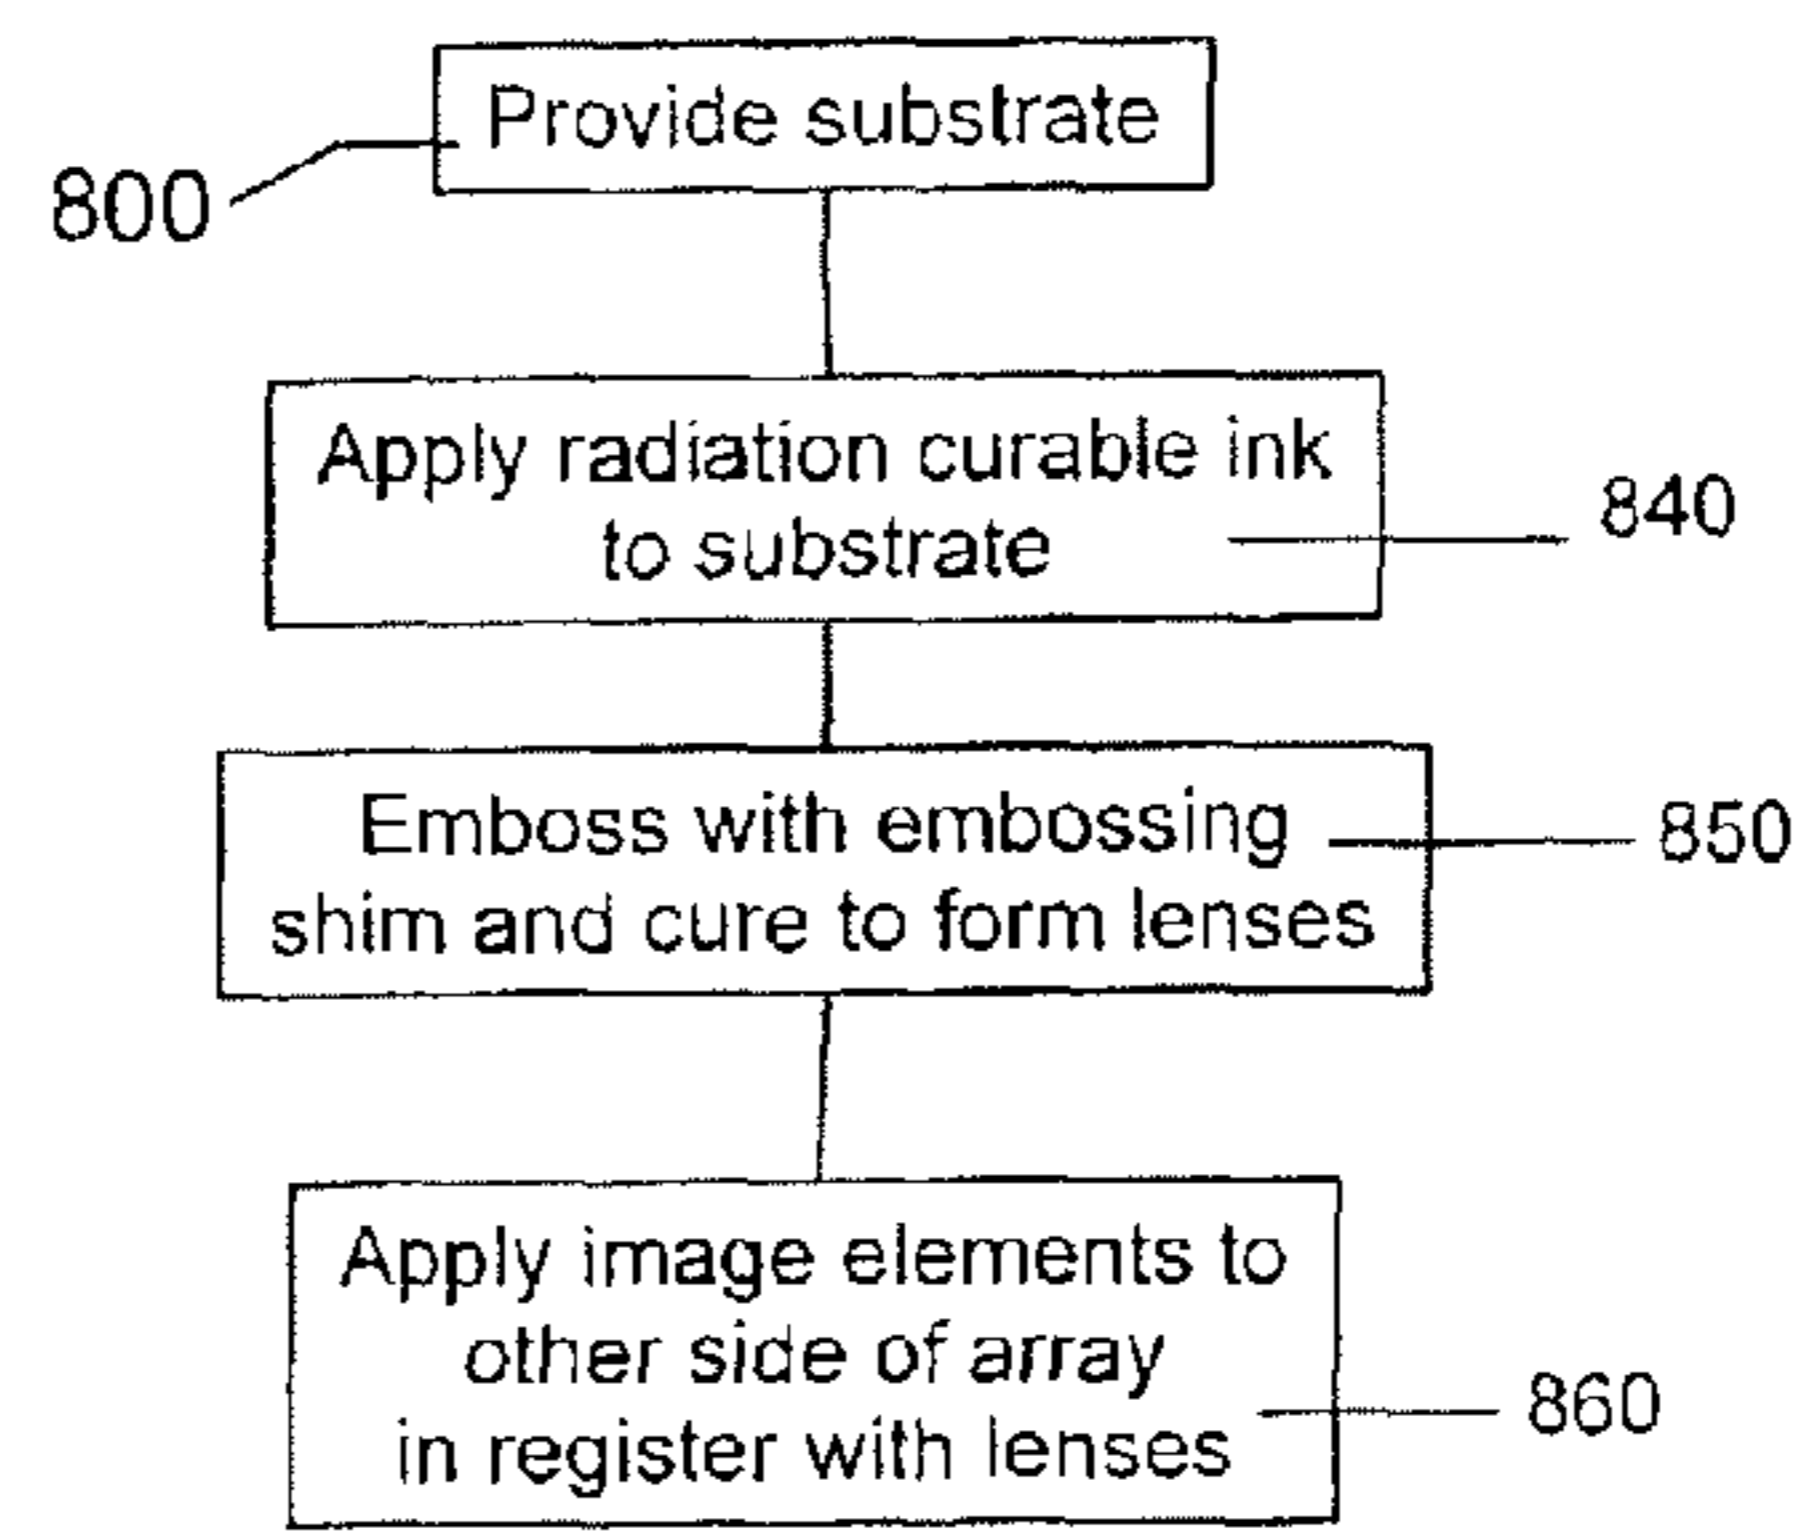 Provide substrate
800
Apply radiation curable ink
to substrate
840
Emboss with embossing
shim and cure to form lenses
850
Apply image elements to
other side of array
in register with lenses
860